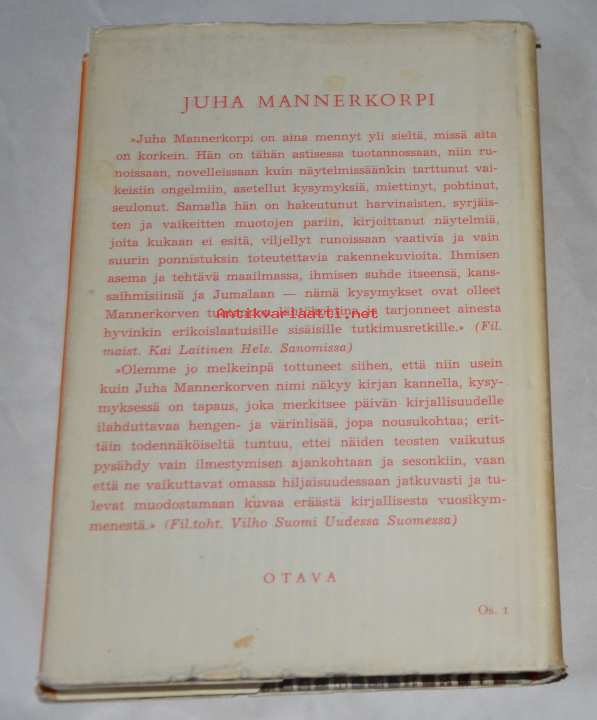 JUHA MANNERKORPI
»Juha Mannerkorpi on aina mennyt yli sieltä, missä aita
on korkein. Hän on tähän astisessa tuotannossaan, niin ru-
noissaan, novelleissaan kuin näytelmissäänkin tarttunut vai-
keisiin ongelmiin, asetellut kysymyksiä, miettinyt, pohtinut,
seulonut. Samalla hän on hakeutunut harvinaisten, syrjäis-
ten ja vaikeitten muotojen pariin, kirjoittanut näytelmiä,
joita kukaan ei esitä, viljellyt runoissaan vaativia ja vain
suurin ponnistuksin toteutettavia rakennekuvioita. Ihmisen
asema ja tehtävä maailmassa, ihmisen suhde itseensä, kans-
saihmisiinsä ja Jumalaan — nämä kysymykset ovat olleet
Mannerkorven ja tarjonneet ainesta
Antikvariaatti.net
hyvinkin erikoislaatuisille sisäisille tutkimusretkille.» (Fil.
maist. Kai Laitinen Hels. Sanomissa)
»Olemme jo melkeinpä tottuneet siihen, että niin usein
kuin Juha Mannerkorven nimi näkyy kirjan kannella, kysy-
myksessä on tapaus, joka merkitsee päivän kirjallisuudelle
ilahduttavaa hengen- ja värinlisää, jopa nousukohtaa; erit-
täin todennäköiseltä tuntuu, ettei näiden teosten vaikutus
pysähdy vain ilmestymisen ajankohtaan ja sesonkiin, vaan
että ne vaikuttavat omassa hiljaisuudessaan jatkuvasti ja tu-
levat muodostamaan kuvaa eräästä kirjallisesta vuosikym-
menestä.» (Fil.toht. Vilho Suomi Uudessa Suomessa)
OTAVA
Os. 1